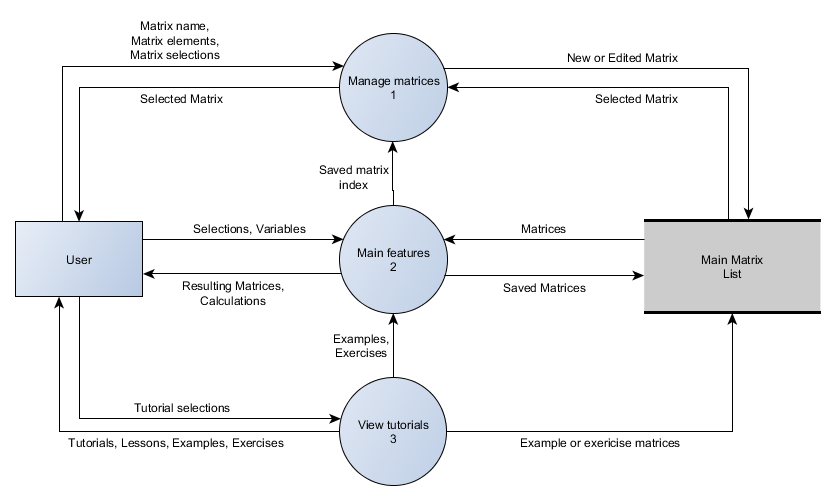 Matrix name,
Matrix elements,
Matrix selections
Manage matrices
1
New or Edited Matrix
Selected Matrix
Selected Matrix
Saved matrix
index
User
Selections, Variables
Main features
2
Matrices
Main Matrix
List
Resulting Matrices,
Calculations
Saved Matrices
Examples,
Exercises
Tutorial selections
View tutorials
3
Tutorials, Lessons, Examples, Exercises
Example or exericise matrices